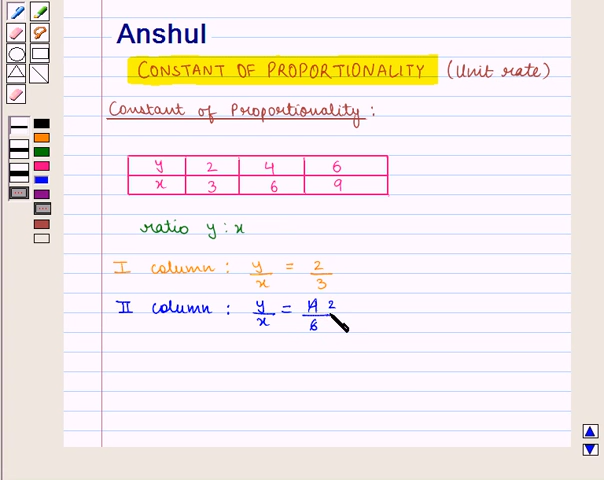 Anshul
CONSTANT OF PROPORTIONALITY (Unit rate)
Constant of Proportionality :
y 2 4 6
x 3 6 9
ratio y : x
I column : y/x = 2/3
II column : y/x = 4 2/6